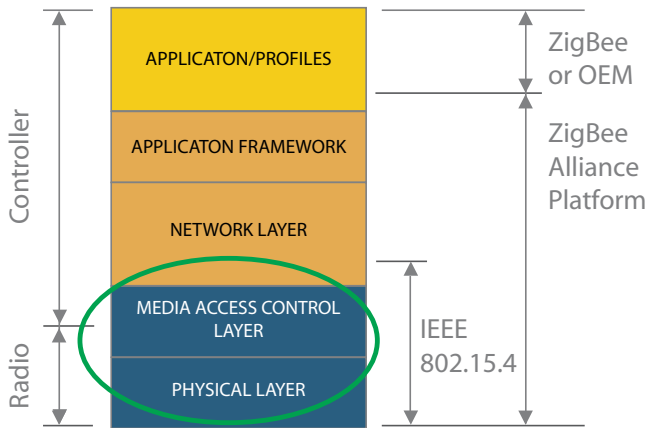 APPLICATON/PROFILES
APPLICATON FRAMEWORK
NETWORK LAYER
MEDIA ACCESS CONTROL
LAYER
PHYSICAL LAYER
Controller
Radio
ZigBee
or OEM
ZigBee
Alliance
Platform
IEEE
802.15.4